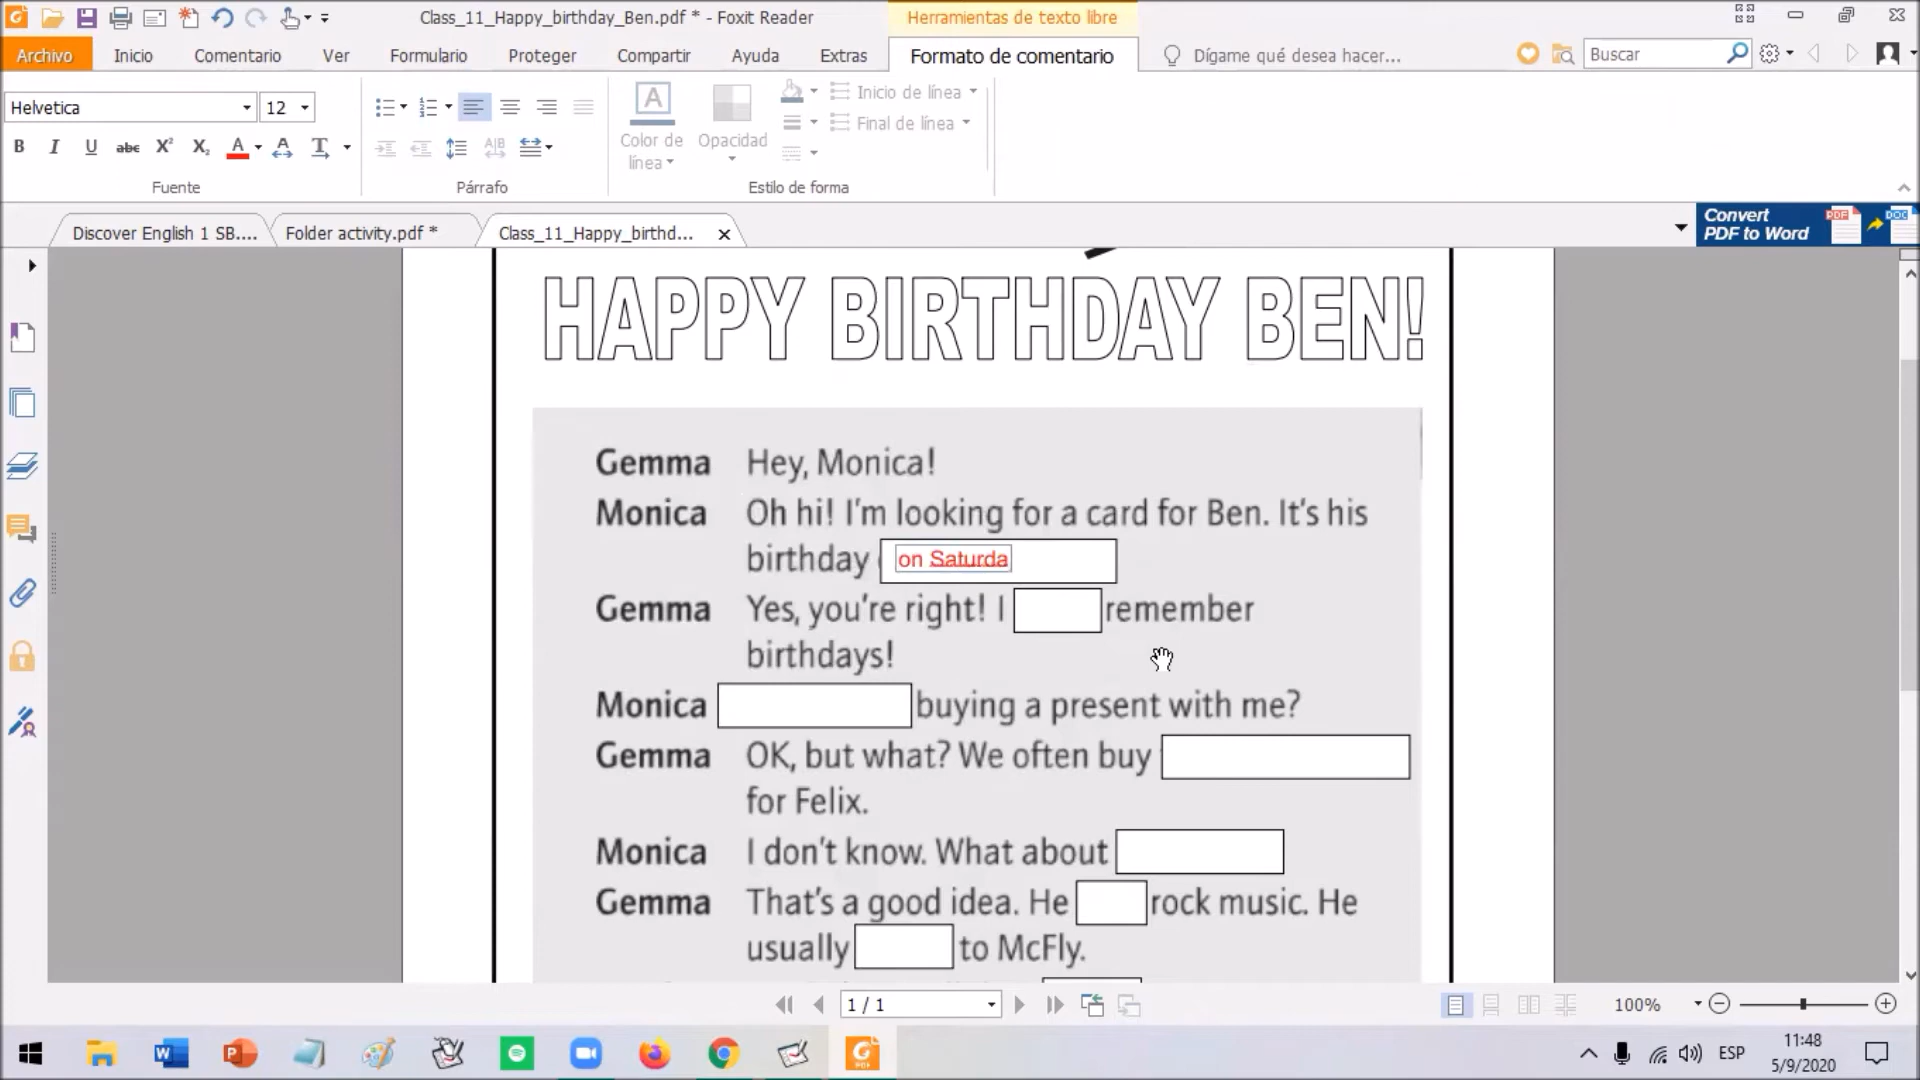 Class_11_Happy_birthday_Ben.pdf * - Foxit Reader
Herramientas de texto libre
Archivo Inicio Comentario Ver Formulario Proteger Compartir Ayuda Extras Formato de comentario Dígame qué desea hacer... Buscar
Helvetica 12
Inicio de línea
Final de línea
Color de línea
Opacidad
B I U abc X² X₂ A A T A|B
Fuente Párrafo Estilo de forma
Discover English 1 SB.... Folder activity.pdf * Class_11_Happy_birthd...
Convert
PDF to Word
PDF DOC
HAPPY BIRTHDAY BEN!
Gemma Hey, Monica!
Monica Oh hi! I'm looking for a card for Ben. It's his
birthday on Saturda
Gemma Yes, you're right! I remember
birthdays!
Monica buying a present with me?
Gemma OK, but what? We often buy
for Felix.
Monica I don't know. What about
Gemma That's a good idea. He rock music. He
usually to McFly.
1 / 1
100%
ESP
11:48
5/9/2020